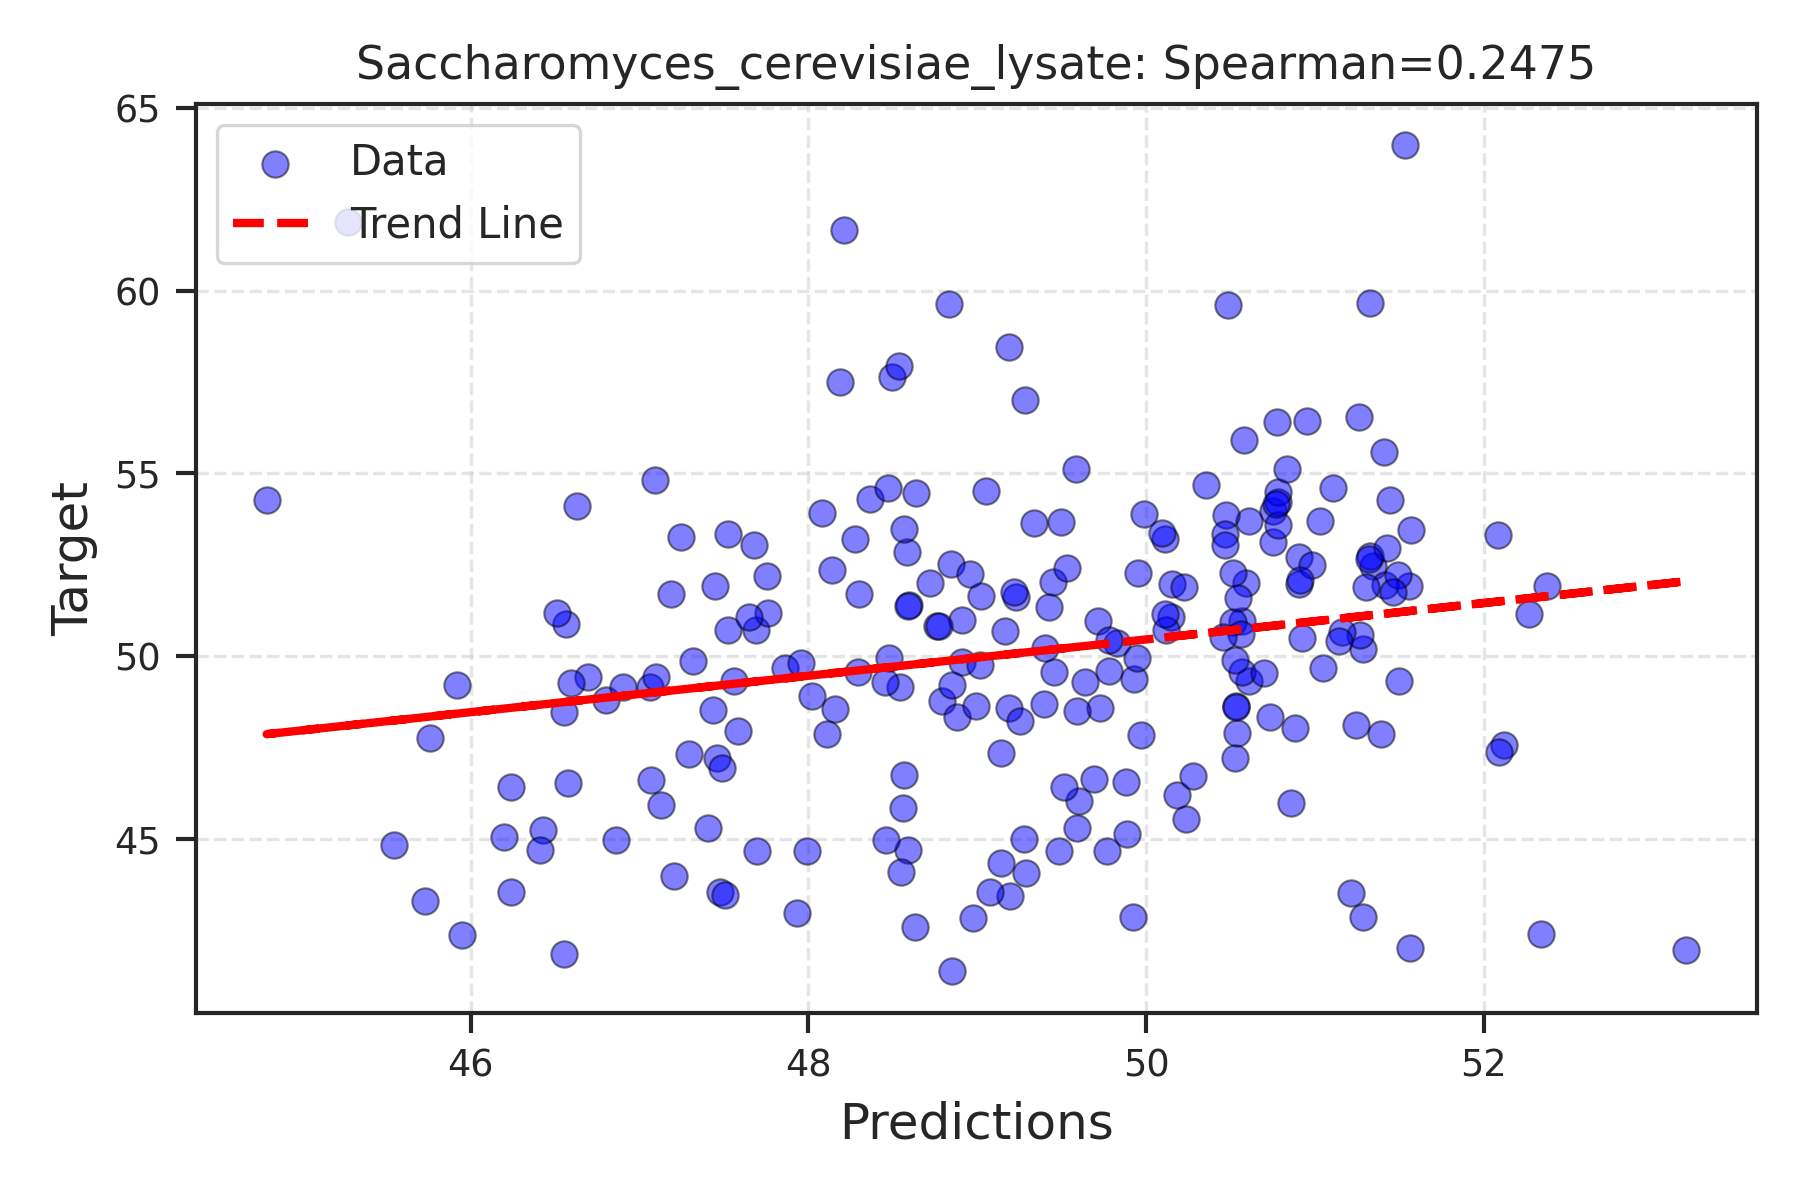 Saccharomyces_cerevisiae_lysate: Spearman=0.2475
65
60
55
50
45
Data
Trend Line
Target
46
48
50
52
Predictions